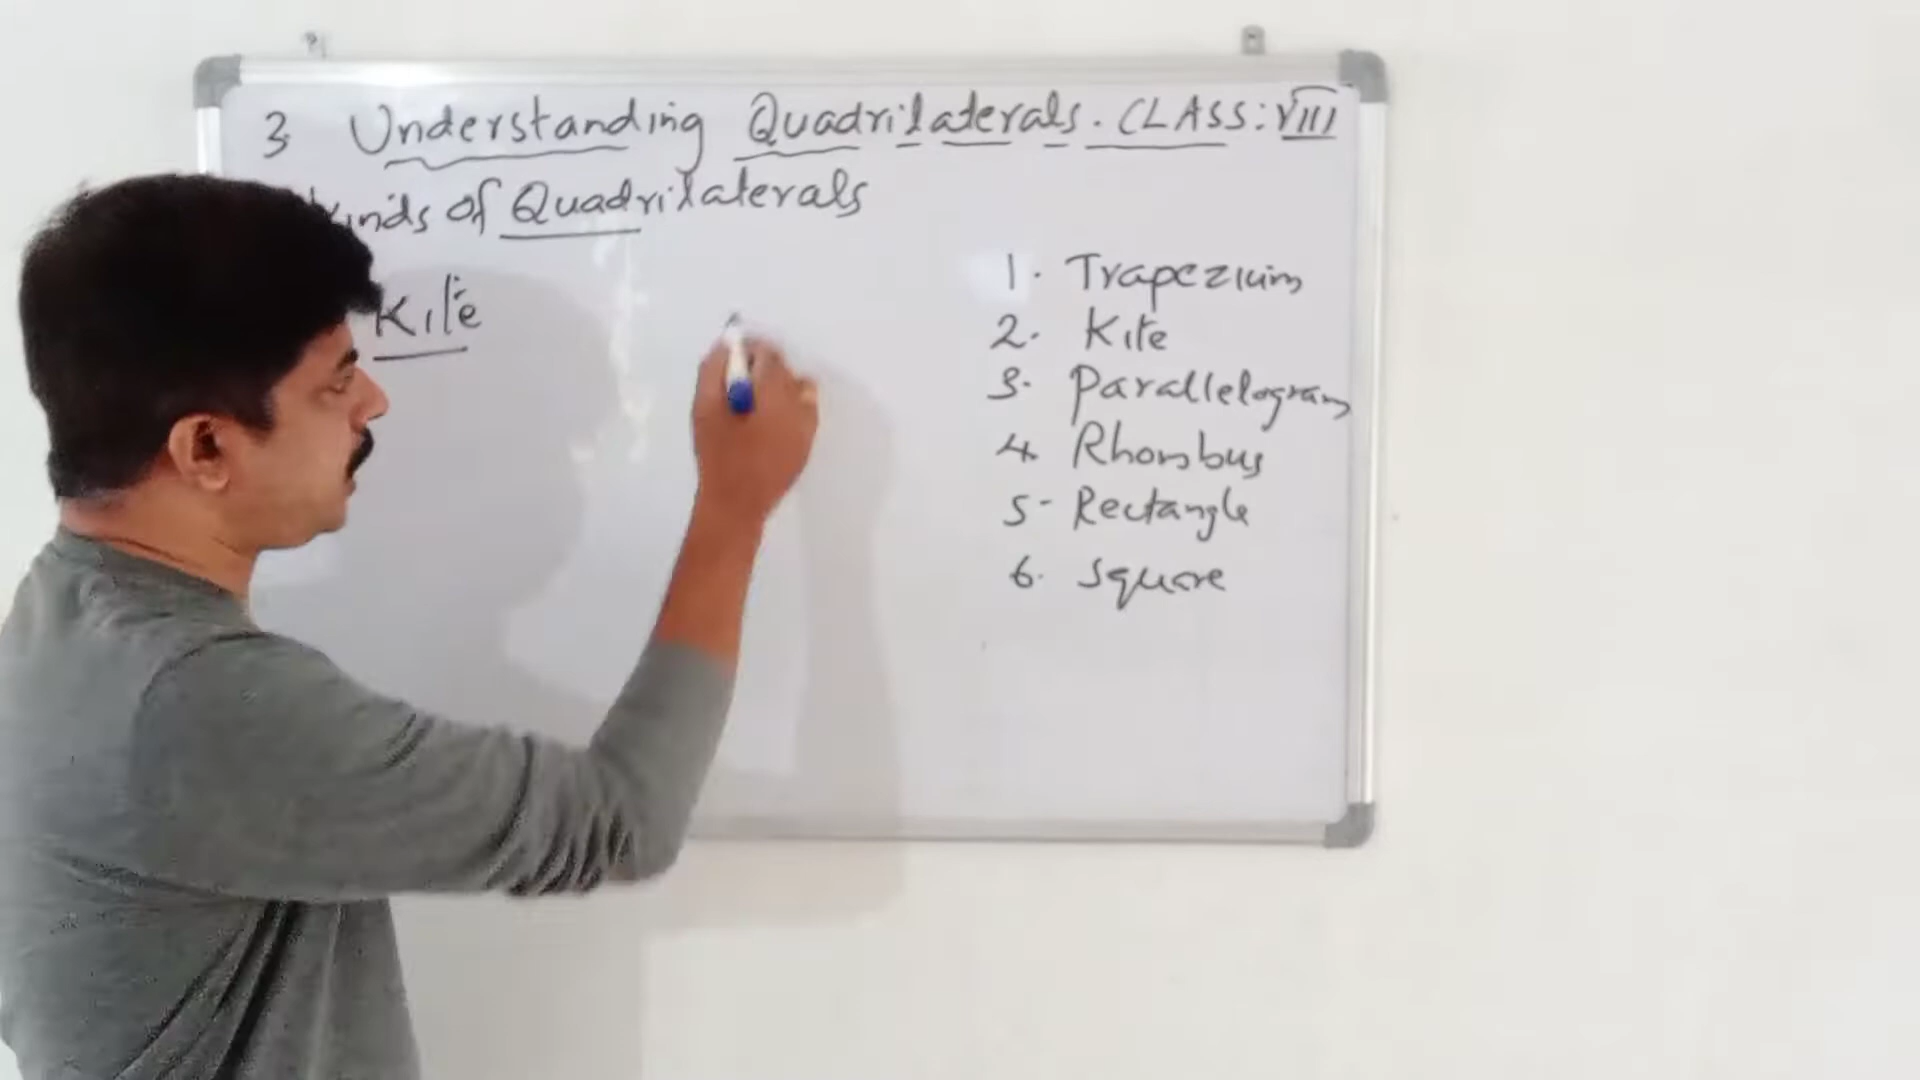 3 Understanding Quadrilaterals. CLASS: VIII
Kinds of Quadrilaterals
Kite
1. Trapezium
2. Kite
3. Parallelogram
4. Rhombus
5- Rectangle
6. Square